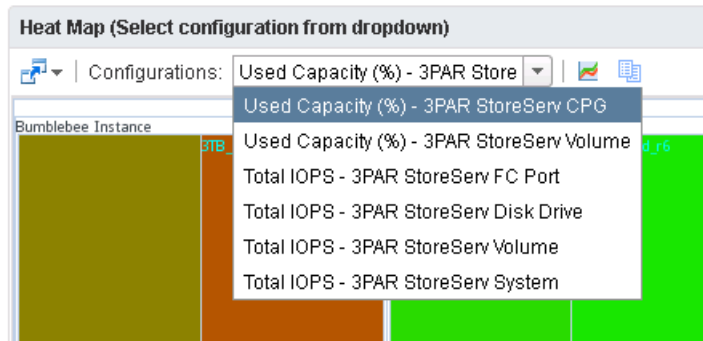 Heat Map (Select configuration from dropdown)
Configurations: Used Capacity (%) - 3PAR Store
Used Capacity (%) - 3PAR StoreServ CPG
Bumblebee Instance
Used Capacity (%) - 3PAR StoreServ Volume
3TB_
d_r6
Total IOPS - 3PAR StoreServ FC Port
Total IOPS - 3PAR StoreServ Disk Drive
Total IOPS - 3PAR StoreServ Volume
Total IOPS - 3PAR StoreServ System